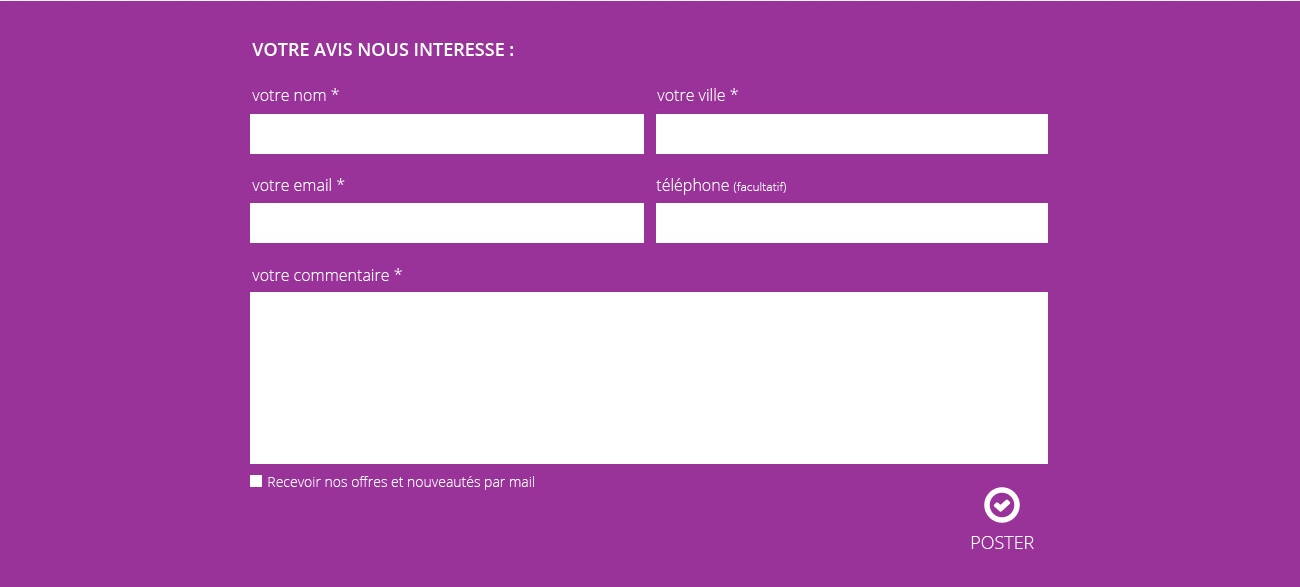 VOTRE AVIS NOUS INTERESSE :
votre nom *
votre ville *
votre email *
téléphone (facultatif)
votre commentaire *
Recevoir nos offres et nouveautés par mail
POSTER